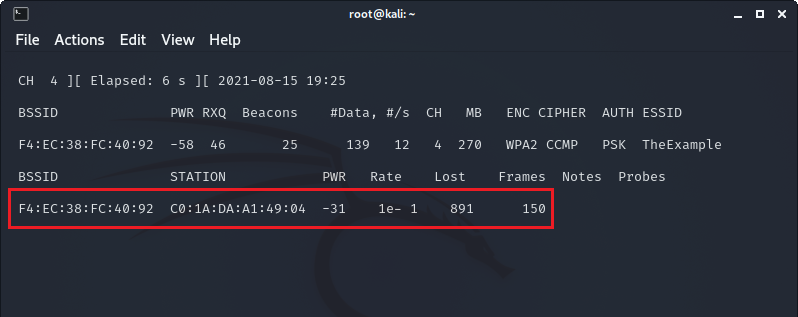 root@kali: ~
File Actions Edit View Help
CH 4 ][ Elapsed: 6 s ][ 2021-08-15 19:25
BSSID PWR RXQ Beacons #Data, #/s CH MB ENC CIPHER AUTH ESSID
F4:EC:38:FC:40:92 -58 46 25 139 12 4 270 WPA2 CCMP PSK TheExample
BSSID STATION PWR Rate Lost Frames Notes Probes
F4:EC:38:FC:40:92 C0:1A:DA:A1:49:04 -31 1e- 1 891 150